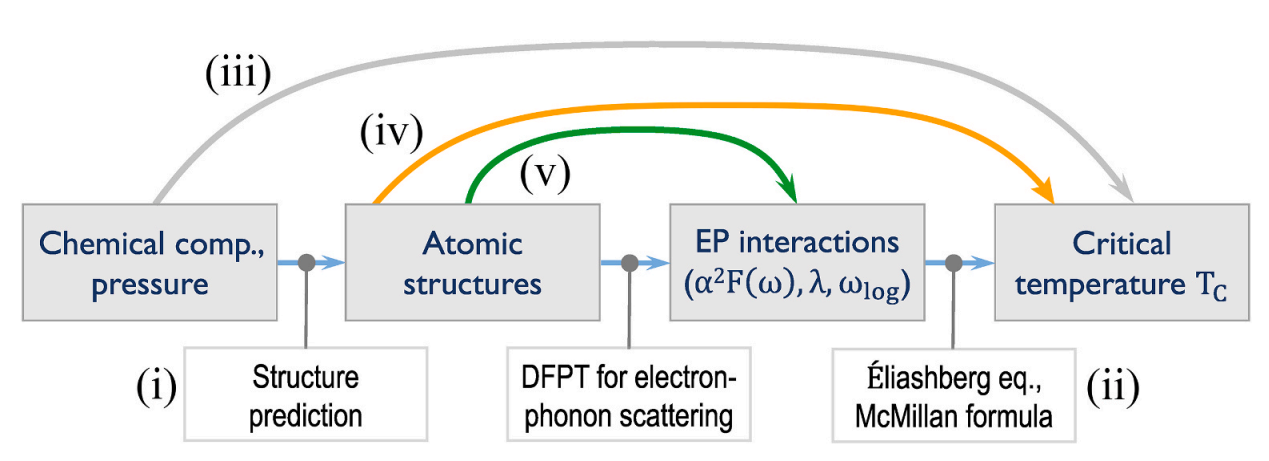 (iii)
(iv)
(v)
Chemical comp.,
pressure
Atomic
structures
EP interactions
(α²F(ω), λ, ω_log)
Critical
temperature T_C
(i)
Structure
prediction
DFPT for electron-
phonon scattering
Éliashberg eq.,
McMillan formula
(ii)